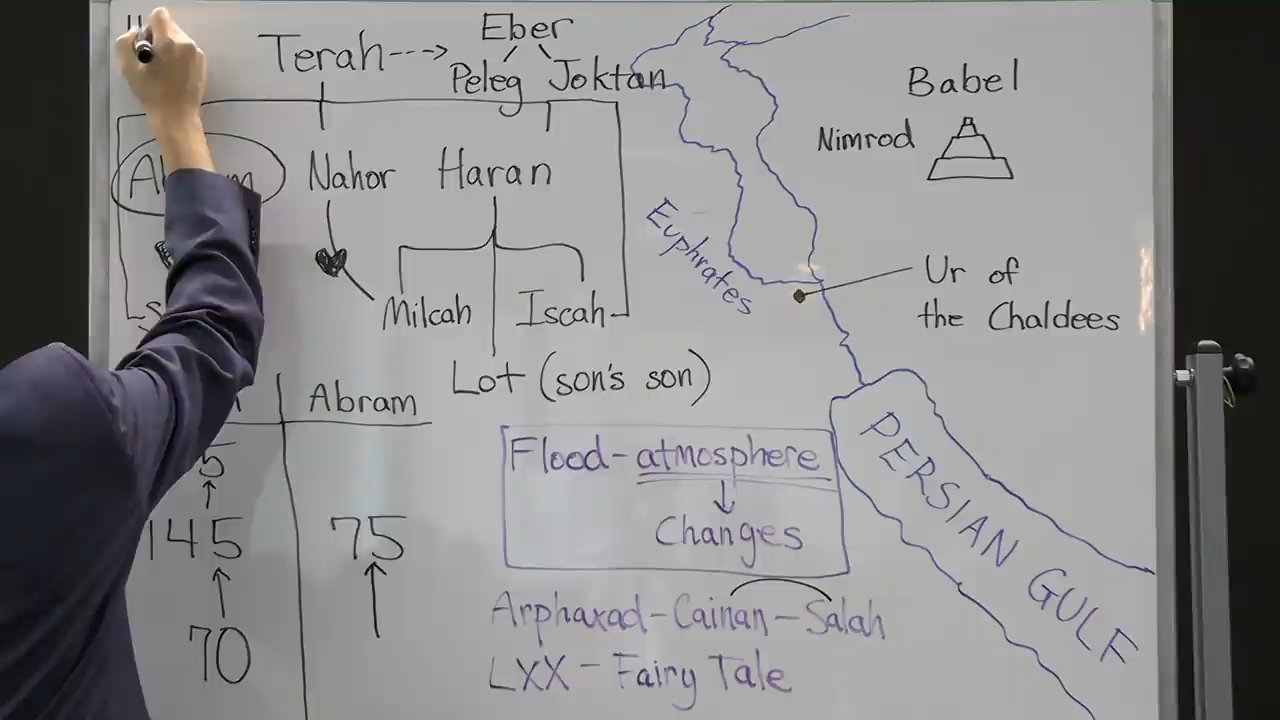 Eber
Terah
Peleg Joktan
Babel
Nimrod
Nahor Haran
Euphrates
Ur of
the Chaldees
Milcah Iscah
Lot (son's son)
Abram
Flood - atmosphere
Changes
145 75
70
PERSIAN GULF
Arphaxad - Cainan - Salah
LXX - Fairy Tale